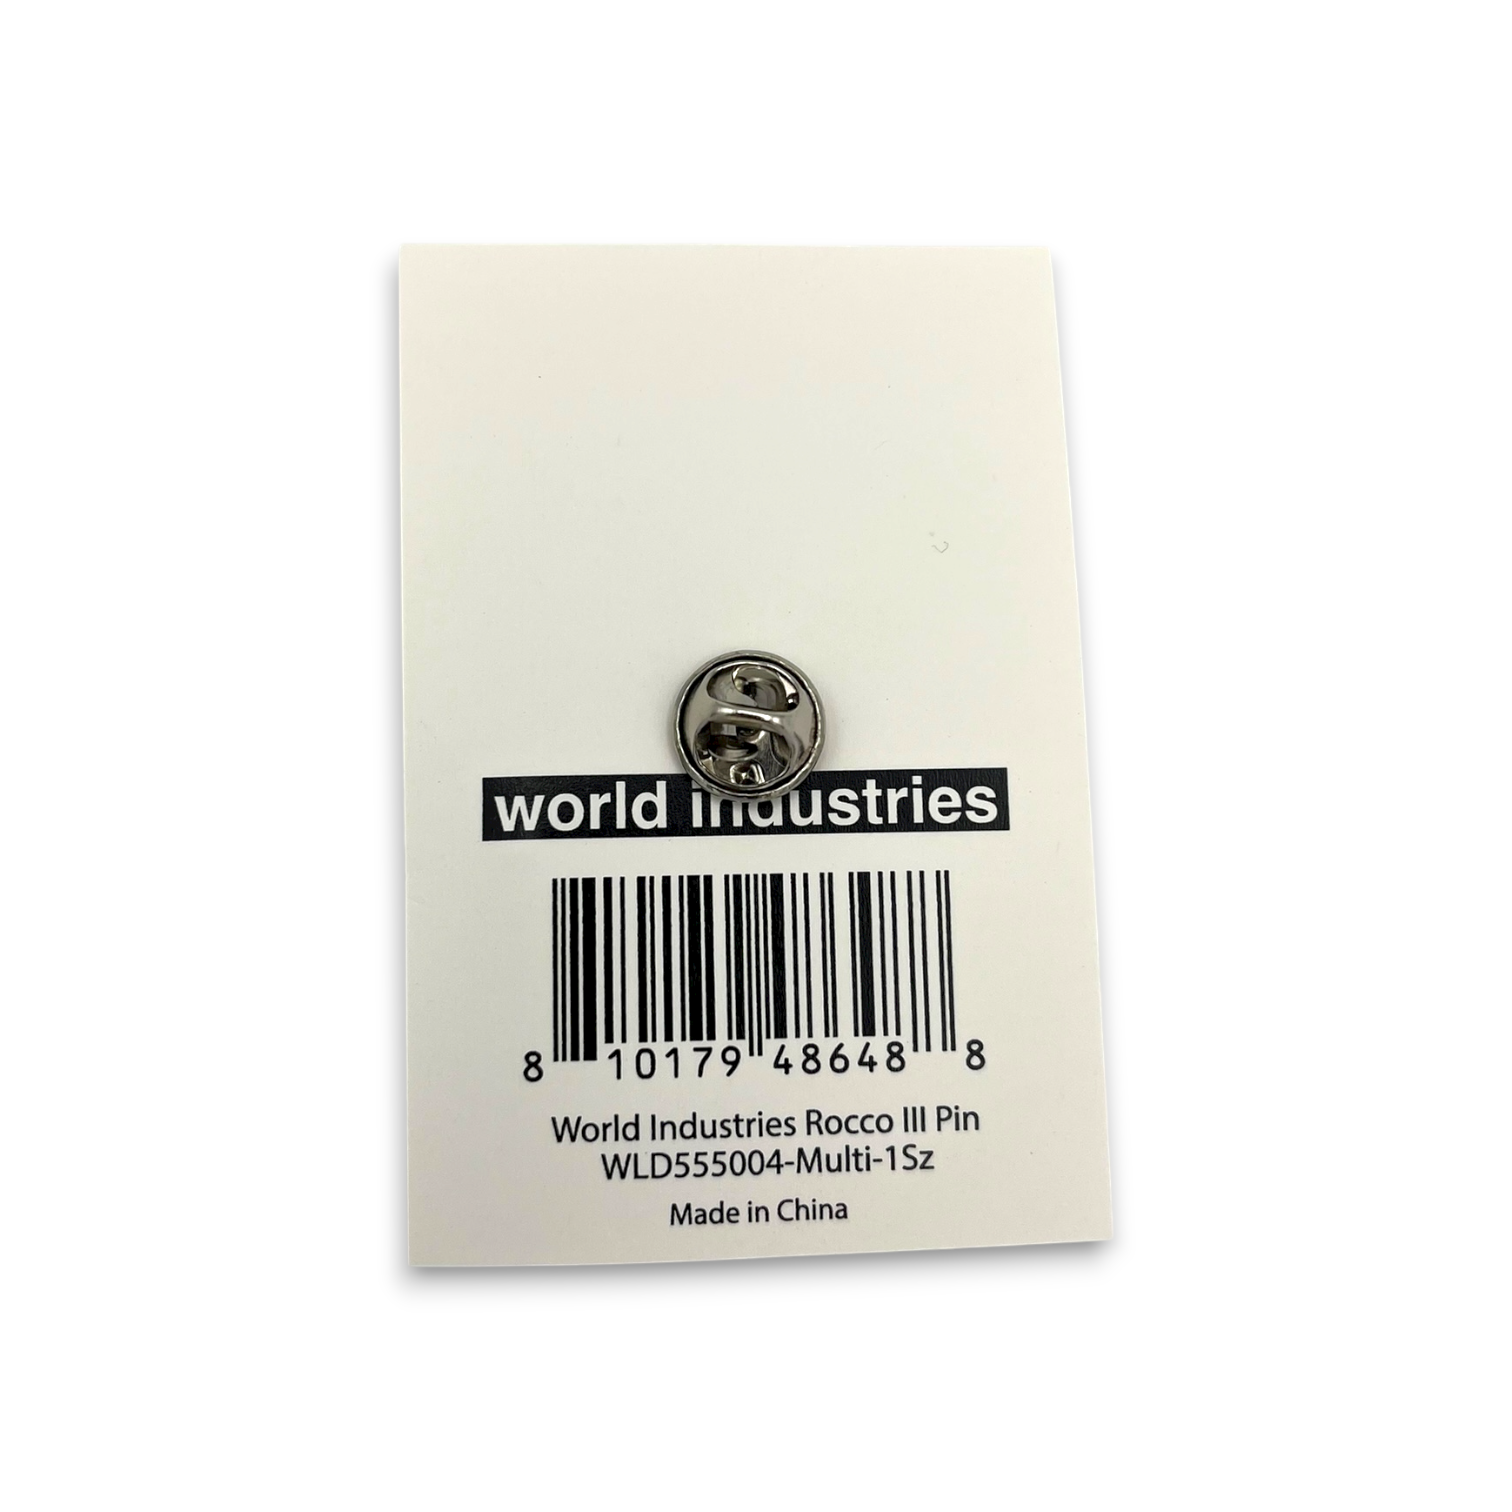 world industries
8 10179 48648 8
World Industries Rocco III Pin
WLD555004-Multi-1Sz
Made in China